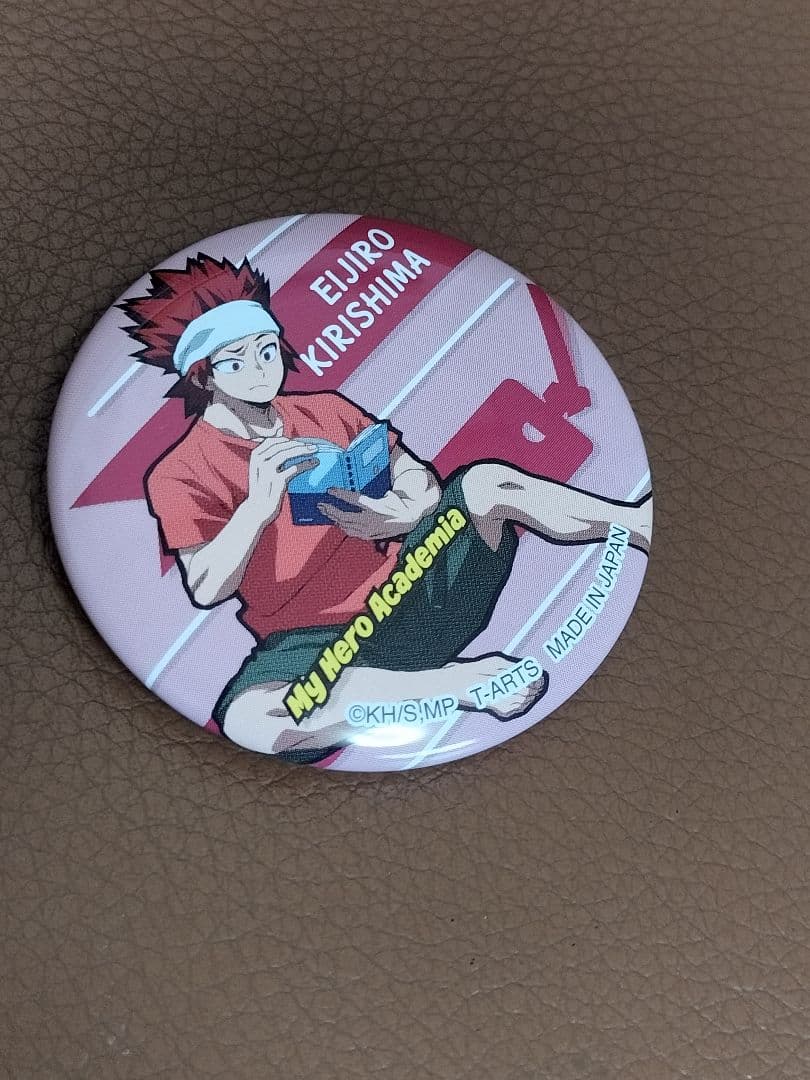 EIJIRO
KIRISHIMA
My Hero Academia
©KH/S,MP T-ARTS MADE IN JAPAN